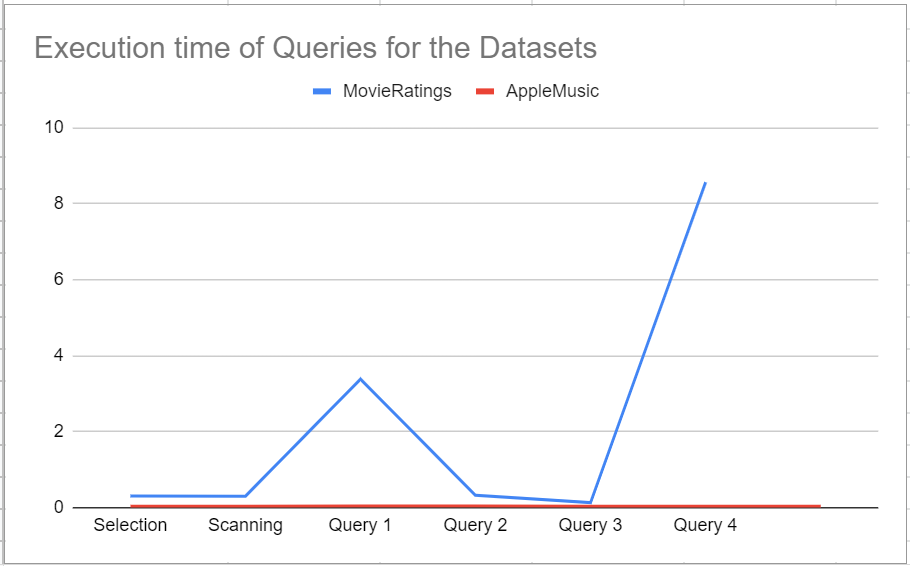 Execution time of Queries for the Datasets
MovieRatings AppleMusic
10
8
6
4
2
0
Selection Scanning Query 1 Query 2 Query 3 Query 4